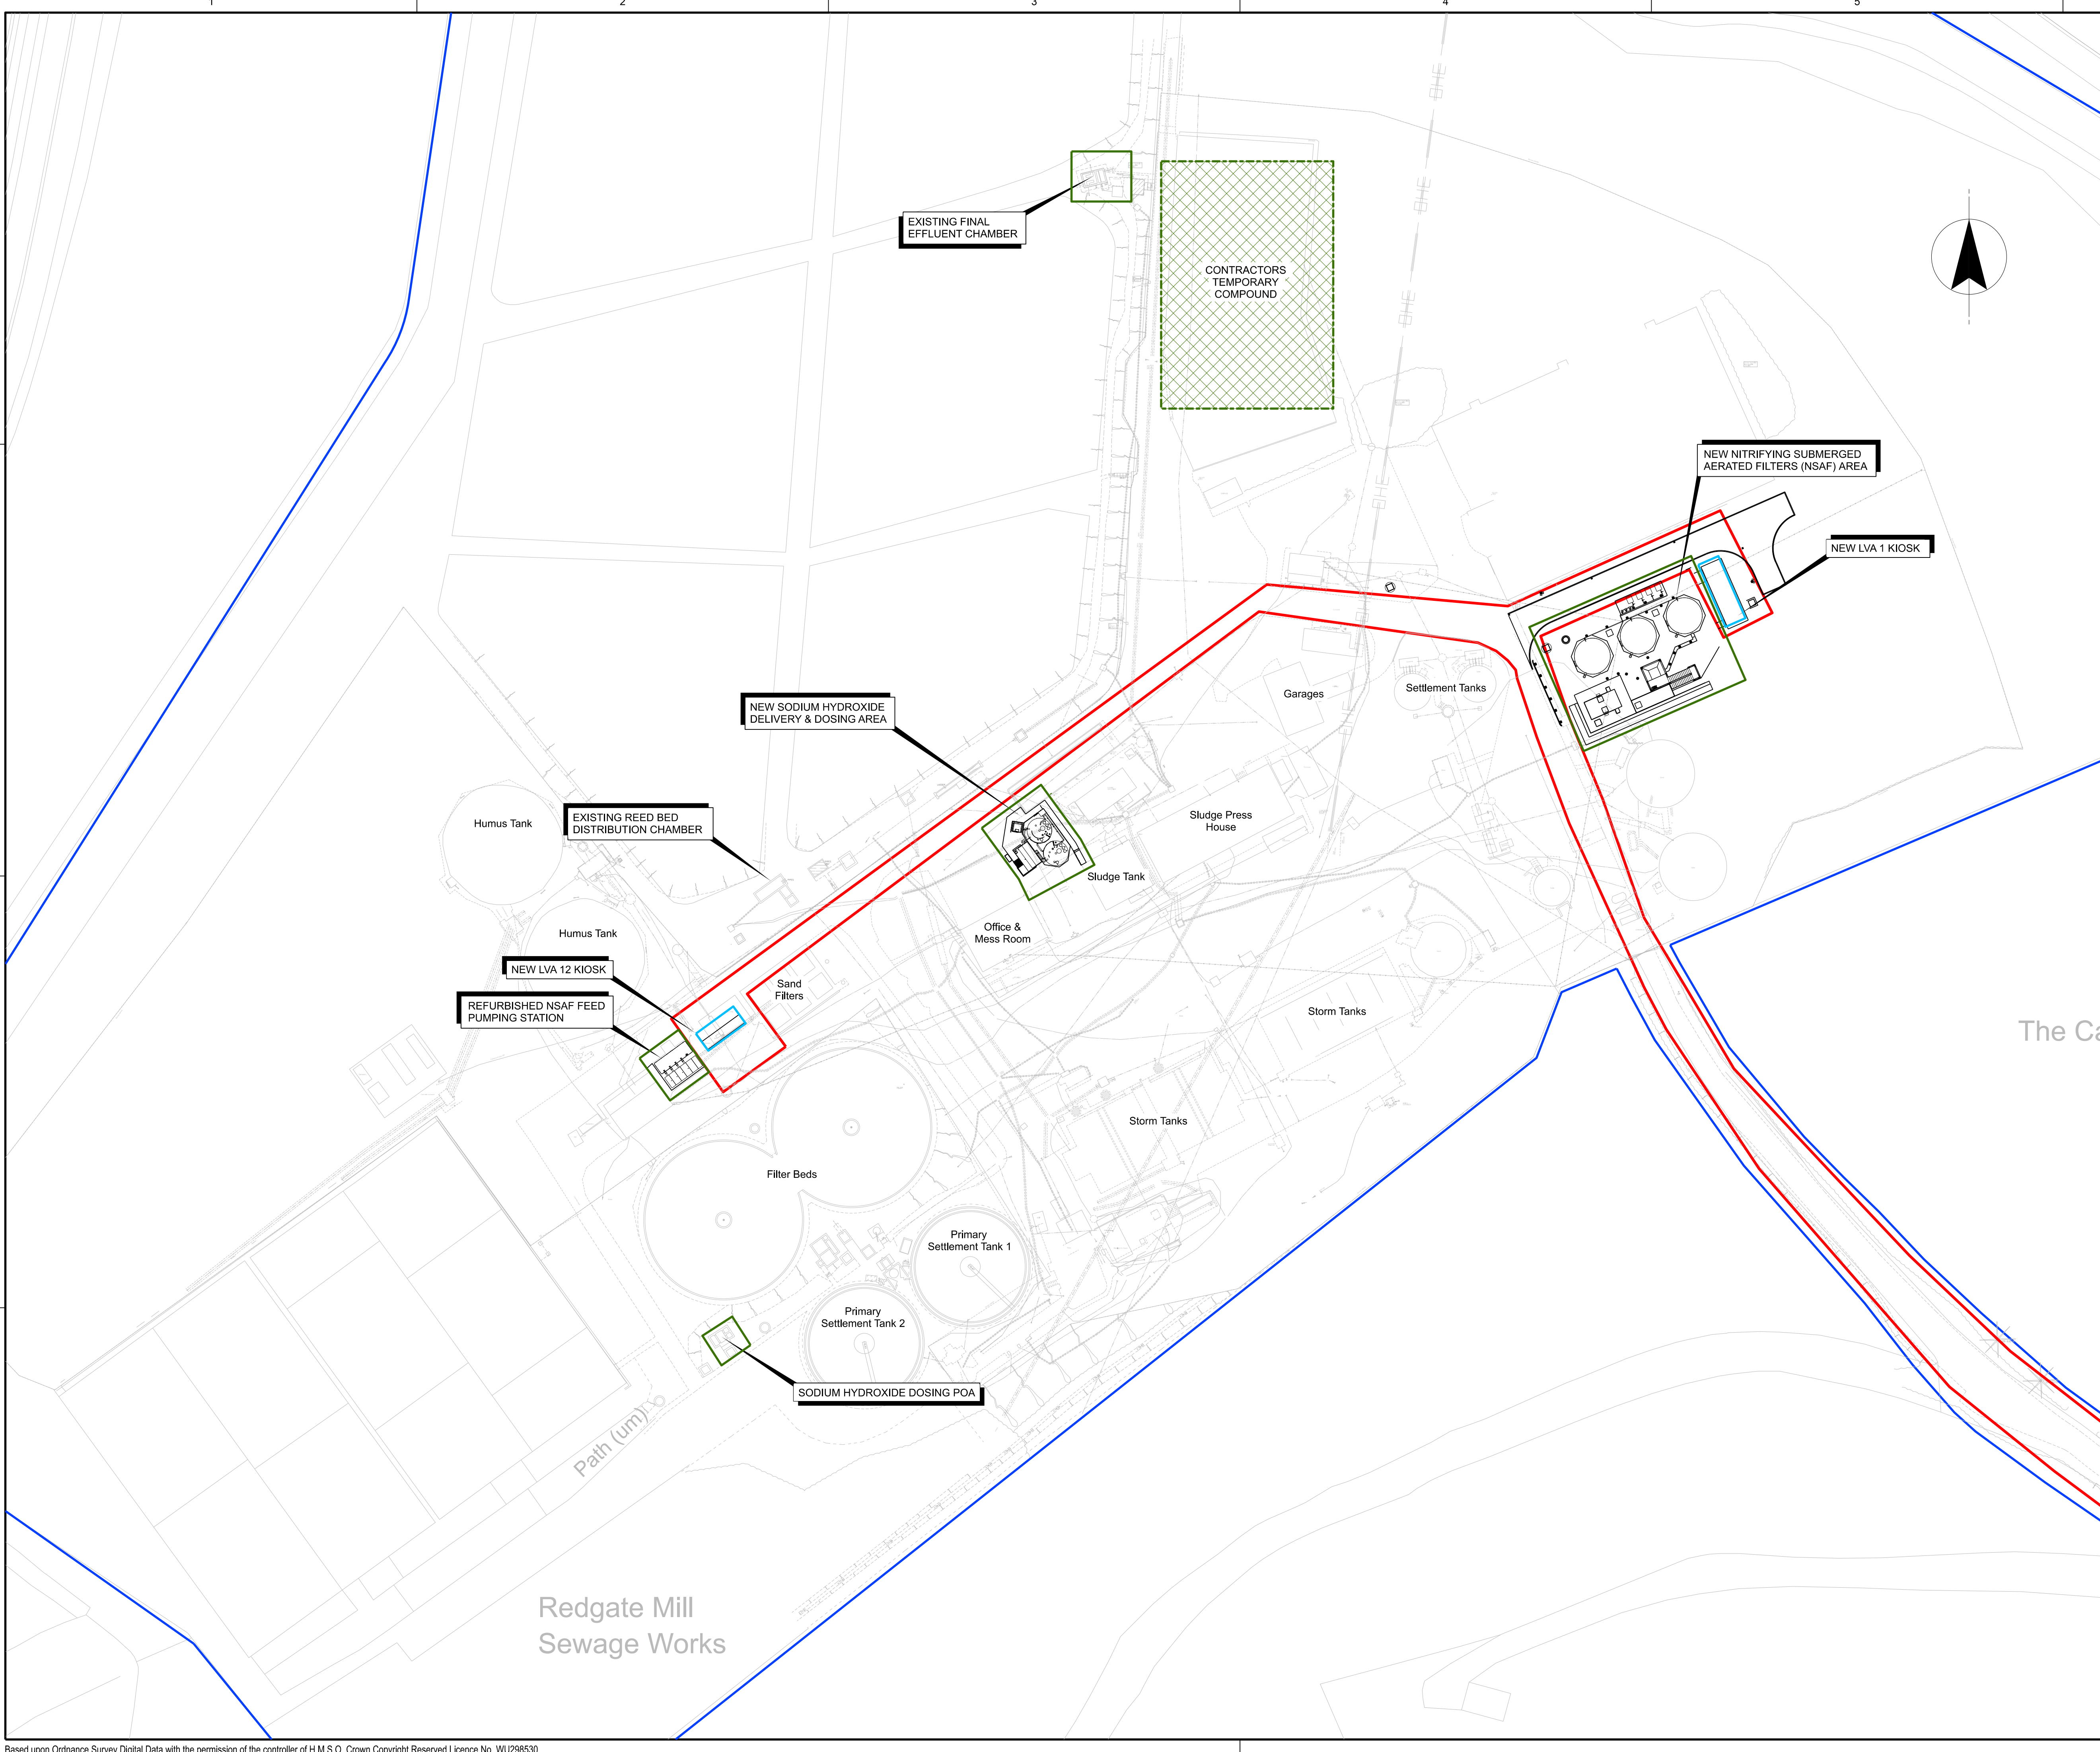 1
2
3
4
5
EXISTING FINAL
EFFLUENT CHAMBER
CONTRACTORS
TEMPORARY
COMPOUND
NEW NITRIFYING SUBMERGED
AERATED FILTERS (NSAF) AREA
NEW LVA 1 KIOSK
NEW SODIUM HYDROXIDE
DELIVERY & DOSING AREA
Garages
Settlement Tanks
Humus Tank
EXISTING REED BED
DISTRIBUTION CHAMBER
Sludge Press
House
Sludge Tank
Humus Tank
Office &
Mess Room
NEW LVA 12 KIOSK
Sand
Filters
REFURBISHED NSAF FEED
PUMPING STATION
Storm Tanks
The Ca
Storm Tanks
Filter Beds
Primary
Settlement Tank 1
Primary
Settlement Tank 2
SODIUM HYDROXIDE DOSING POA
Path (um)
Redgate Mill
Sewage Works
Based upon Ordnance Survey Digital Data with the permission of the controller of H.M.S.O. Crown Copyright Reserved Licence No. WU298530